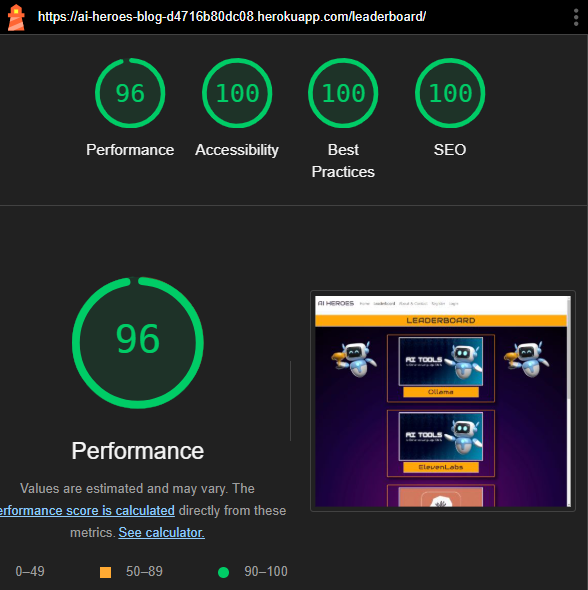 https://ai-heroes-blog-d4716b80dc08.herokuapp.com/leaderboard/
96 100 100 100
Performance Accessibility Best Practices SEO
96
Performance
Values are estimated and may vary. The
erformance score is calculated directly from these
metrics. See calculator.
0–49 50–89 90–100
AI HEROES Home Leaderboard About & Contact Register Login
LEADERBOARD
AI TOOLS
Ollama
AI TOOLS
ElevenLabs